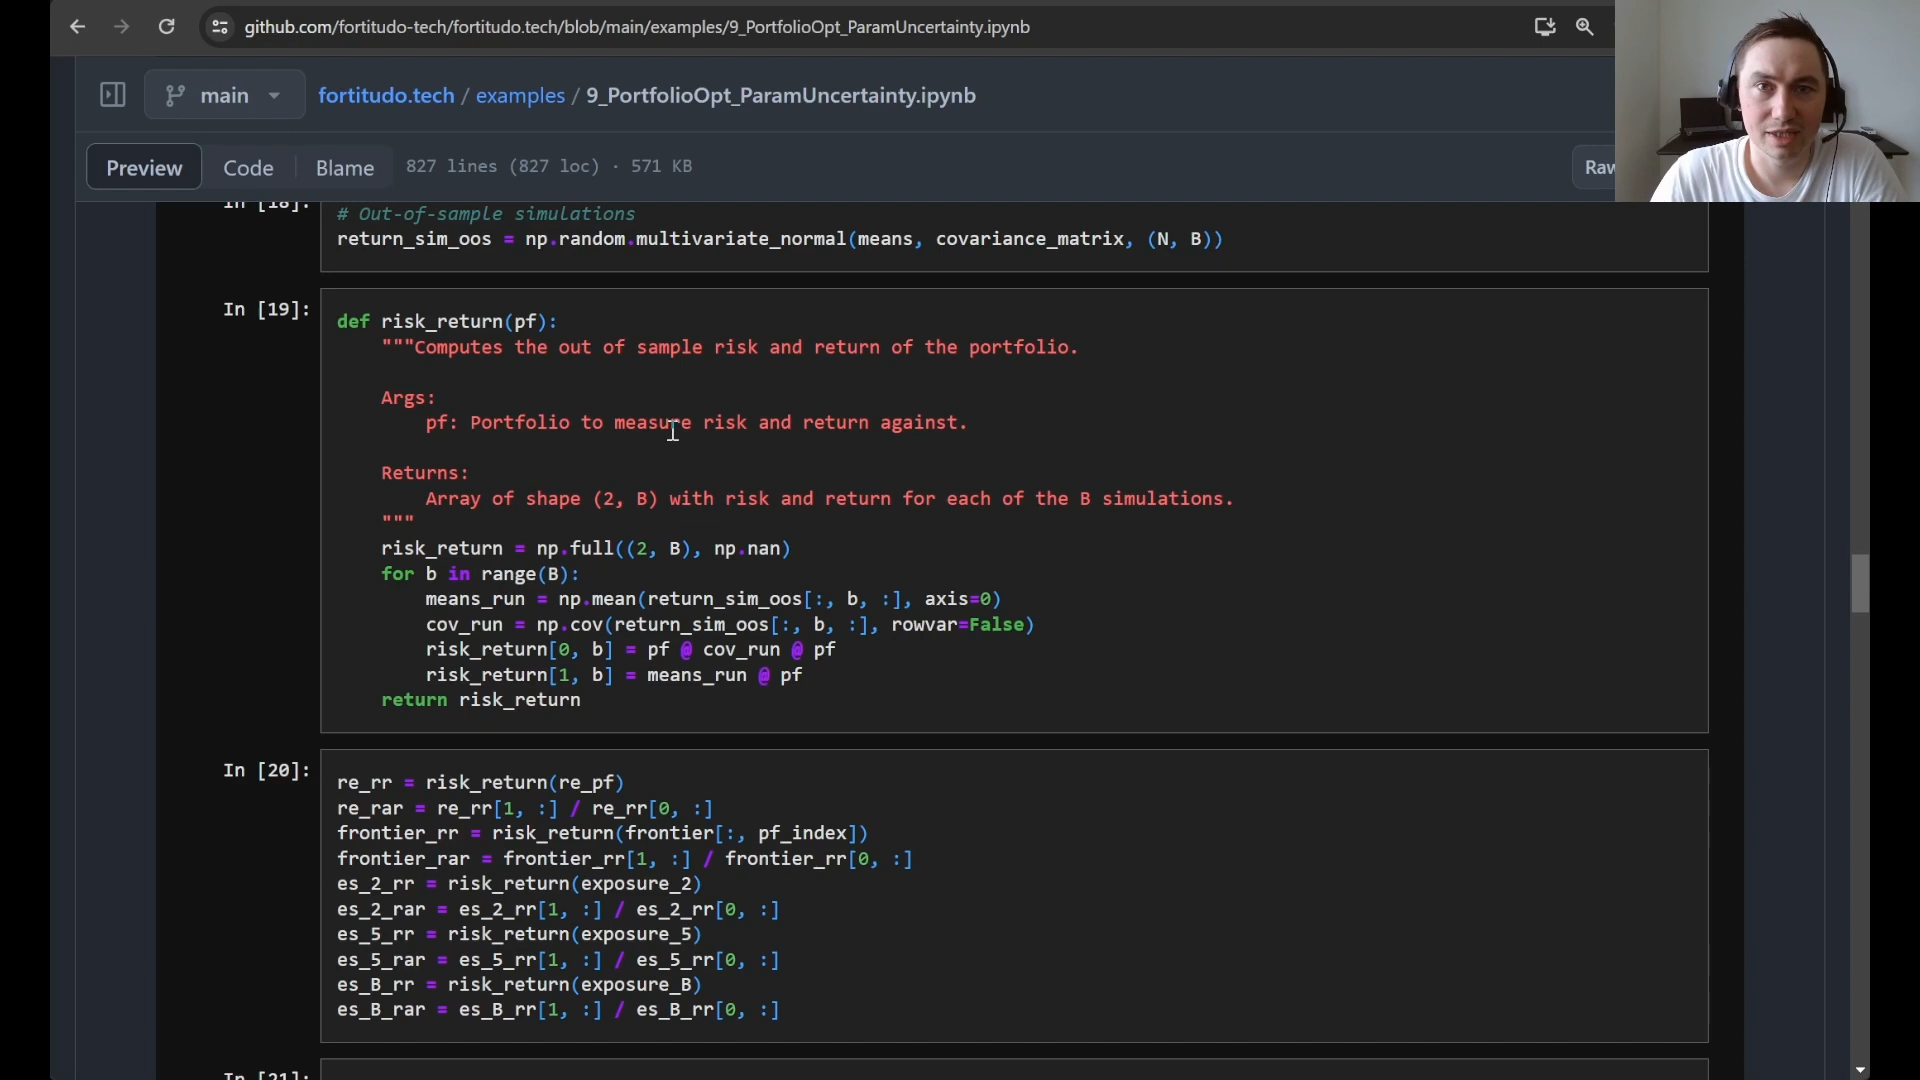 github.com/fortitudo-tech/fortitudo.tech/blob/main/examples/9_PortfolioOpt_ParamUncertainty.ipynb
main
fortitudo.tech / examples / 9_PortfolioOpt_ParamUncertainty.ipynb
Preview Code Blame 827 lines (827 loc) · 571 KB
Raw
In [18]:
# Out-of-sample simulations
return_sim_oos = np.random.multivariate_normal(means, covariance_matrix, (N, B))
In [19]:
def risk_return(pf):
"""Computes the out of sample risk and return of the portfolio.
Args:
pf: Portfolio to measure risk and return against.
Returns:
Array of shape (2, B) with risk and return for each of the B simulations.
"""
risk_return = np.full((2, B), np.nan)
for b in range(B):
means_run = np.mean(return_sim_oos[:, b, :], axis=0)
cov_run = np.cov(return_sim_oos[:, b, :], rowvar=False)
risk_return[0, b] = pf @ cov_run @ pf
risk_return[1, b] = means_run @ pf
return risk_return
In [20]:
re_rr = risk_return(re_pf)
re_rar = re_rr[1, :] / re_rr[0, :]
frontier_rr = risk_return(frontier[:, pf_index])
frontier_rar = frontier_rr[1, :] / frontier_rr[0, :]
es_2_rr = risk_return(exposure_2)
es_2_rar = es_2_rr[1, :] / es_2_rr[0, :]
es_5_rr = risk_return(exposure_5)
es_5_rar = es_5_rr[1, :] / es_5_rr[0, :]
es_B_rr = risk_return(exposure_B)
es_B_rar = es_B_rr[1, :] / es_B_rr[0, :]
In [21]: